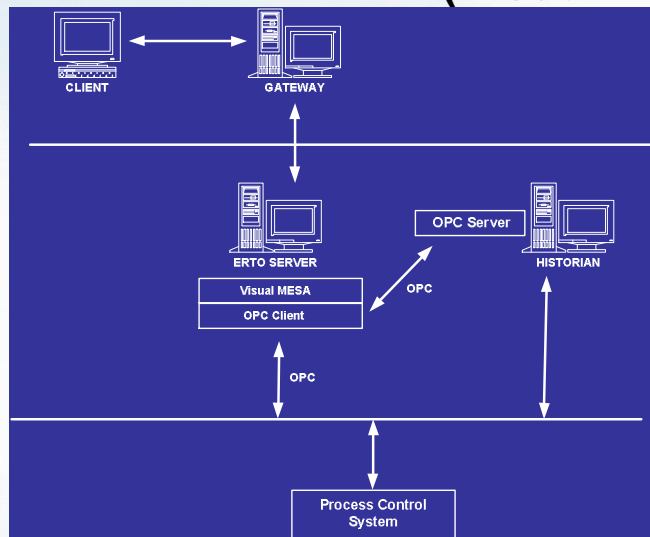 CLIENT
GATEWAY
OPC Server
ERTO SERVER
HISTORIAN
Visual MESA
OPC
OPC Client
OPC
Process Control
System